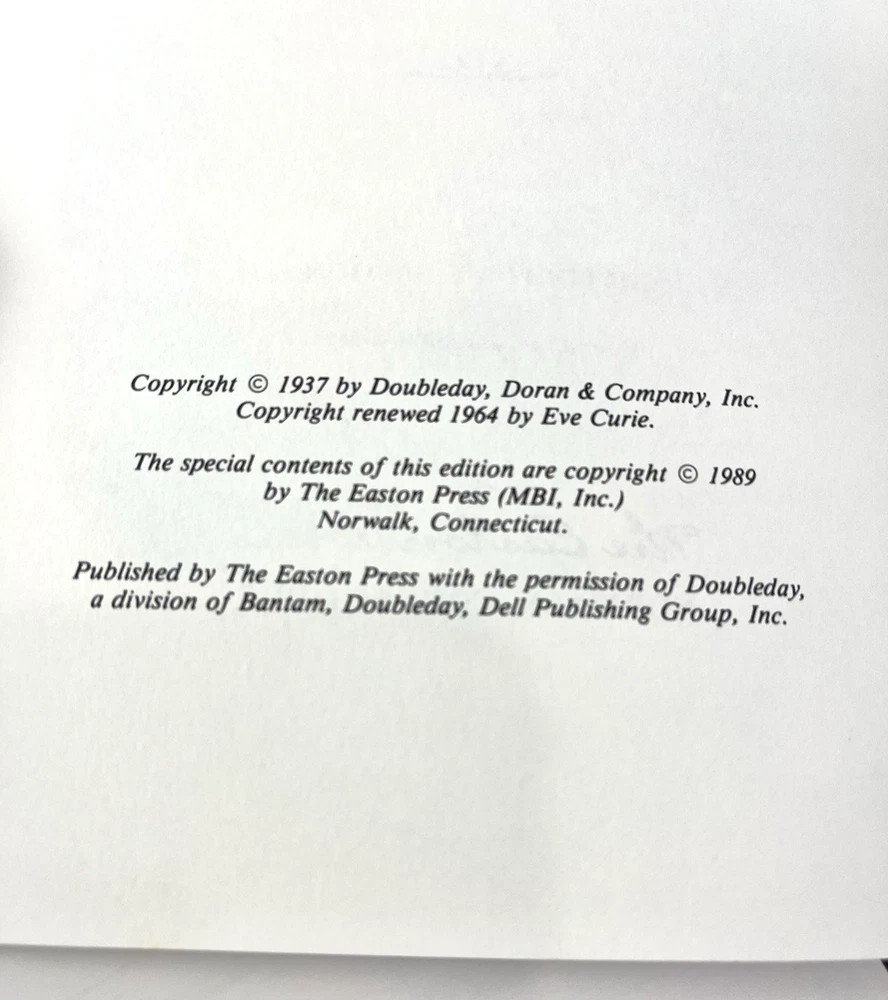 Copyright © 1937 by Doubleday, Doran & Company, Inc.
Copyright renewed 1964 by Eve Curie.
The special contents of this edition are copyright © 1989
by The Easton Press (MBI, Inc.)
Norwalk, Connecticut.
Published by The Easton Press with the permission of Doubleday,
a division of Bantam, Doubleday, Dell Publishing Group, Inc.